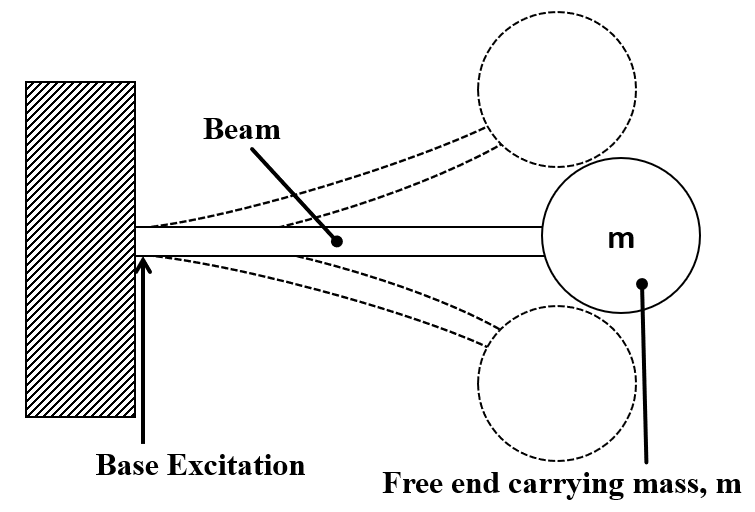 Beam
m
Base Excitation
Free end carrying mass, m